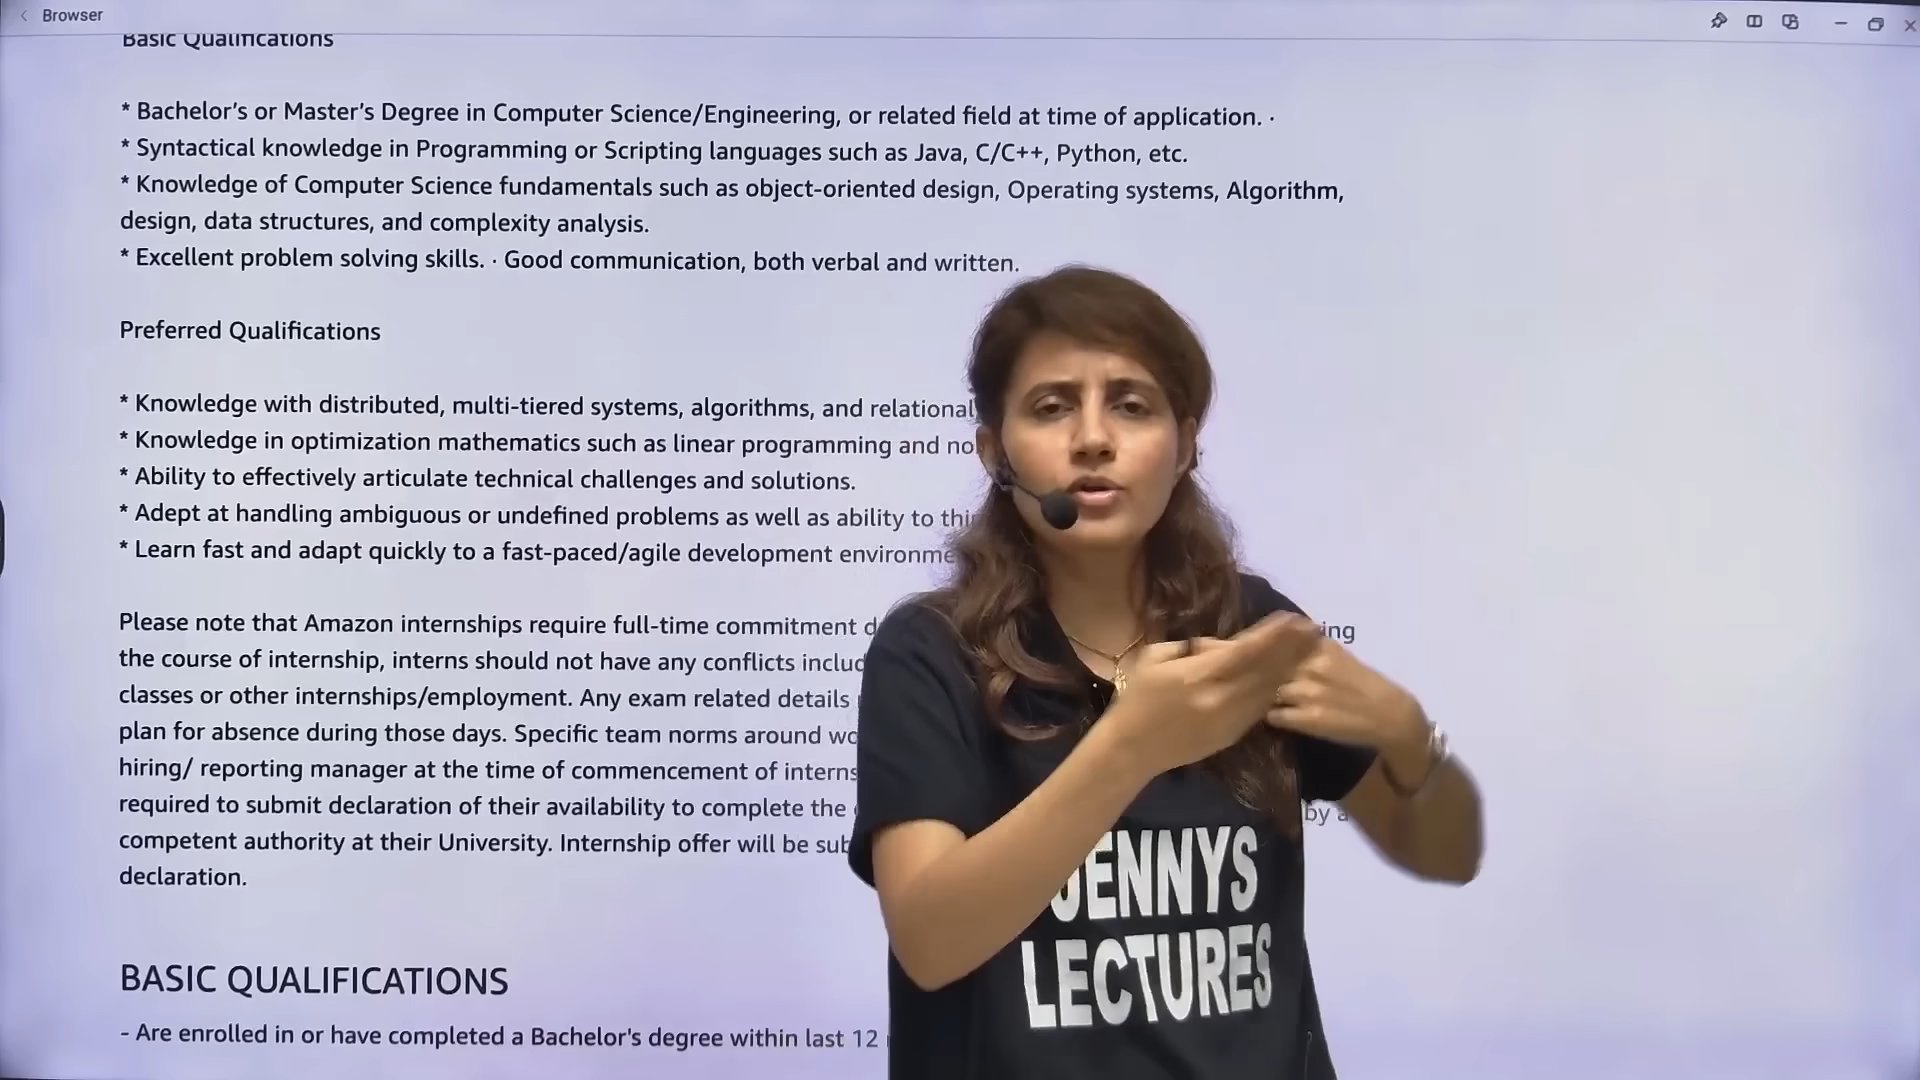 Browser
Basic Qualifications
* Bachelor's or Master's Degree in Computer Science/Engineering, or related field at time of application. ·
* Syntactical knowledge in Programming or Scripting languages such as Java, C/C++, Python, etc.
* Knowledge of Computer Science fundamentals such as object-oriented design, Operating systems, Algorithm,
design, data structures, and complexity analysis.
* Excellent problem solving skills. · Good communication, both verbal and written.
Preferred Qualifications
* Knowledge with distributed, multi-tiered systems, algorithms, and relational
* Knowledge in optimization mathematics such as linear programming and
* Ability to effectively articulate technical challenges and solutions.
* Adept at handling ambiguous or undefined problems as well as ability to
* Learn fast and adapt quickly to a fast-paced/agile development
Please note that Amazon internships require full-time commitment
the course of internship, interns should not have any conflicts
classes or other internships/employment. Any exam related details
plan for absence during those days. Specific team norms around
hiring/ reporting manager at the time of commencement of
required to submit declaration of their availability to complete the by a
competent authority at their University. Internship offer will be
declaration.
BASIC QUALIFICATIONS
- Are enrolled in or have completed a Bachelor's degree within last 12
JENNYS
LECTURES